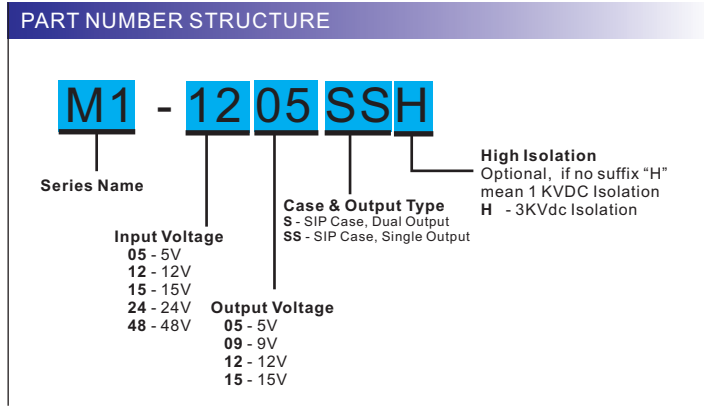 PART NUMBER STRUCTURE
M1 - 12 05 SS H
Series Name
Input Voltage
05 - 5V
12 - 12V
15 - 15V
24 - 24V
48 - 48V
Output Voltage
05 - 5V
09 - 9V
12 - 12V
15 - 15V
Case & Output Type
S - SIP Case, Dual Output
SS - SIP Case, Single Output
High Isolation
Optional, if no suffix “H”
mean 1 KVDC Isolation
H - 3KVdc Isolation